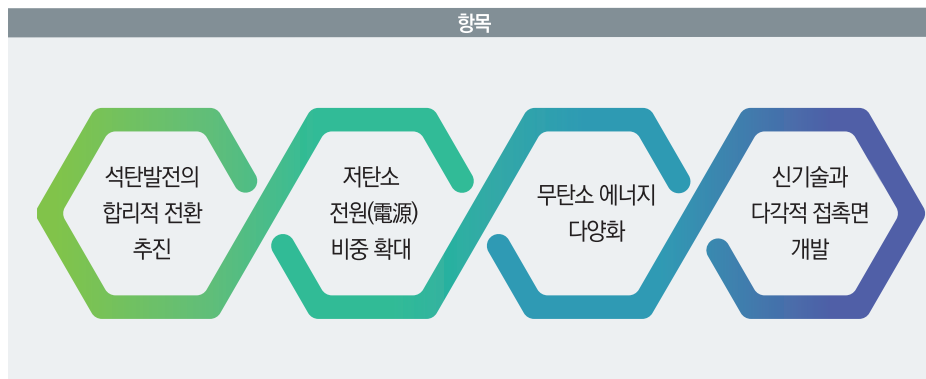 항목
석탄발전의
합리적 전환
추진
저탄소
전원(電源)
비중 확대
무탄소 에너지
다양화
신기술과
다각적 접촉면
개발